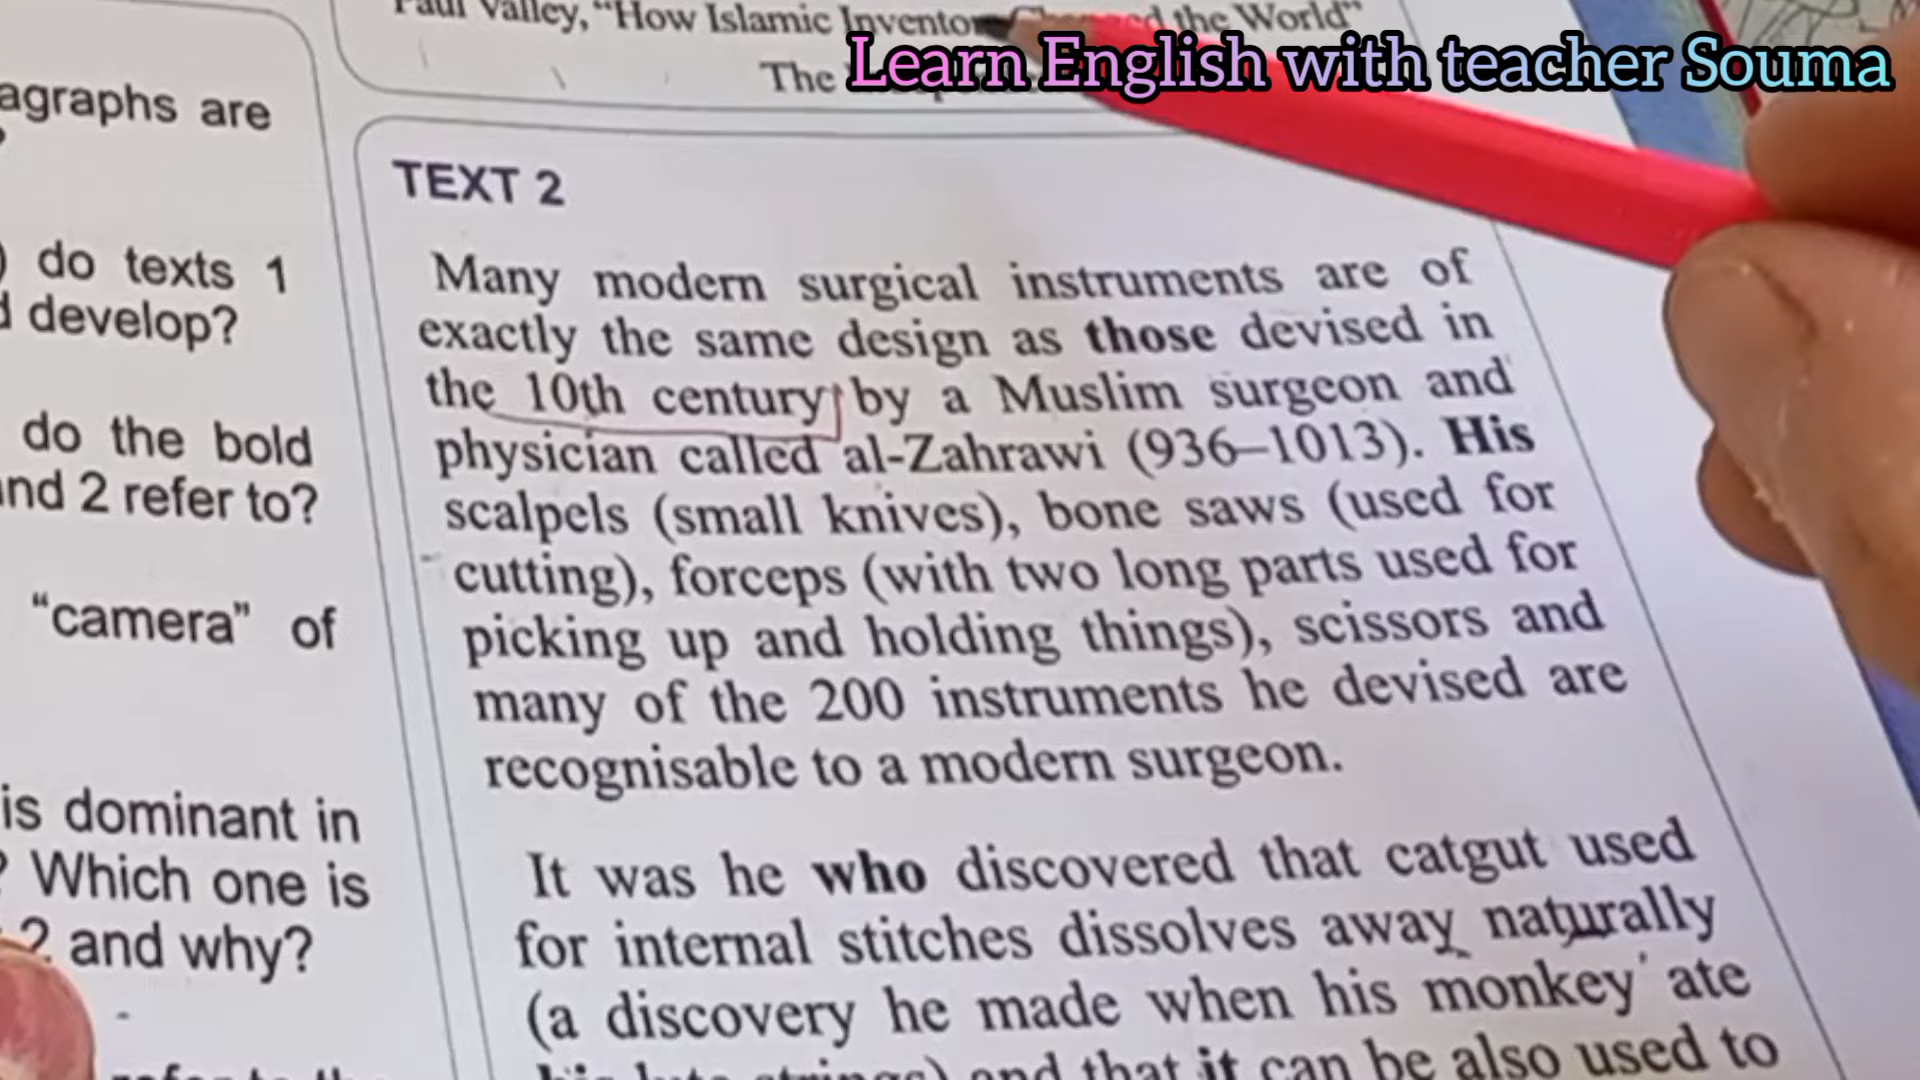 Paul Valley, "How Islamic the World"
The
Learn English with teacher Souma
agraphs are
do texts 1
develop?
do the bold
and 2 refer to?
"camera" of
is dominant in
? Which one is
2 and why?
TEXT 2
Many modern surgical instruments are of
exactly the same design as those devised in
the 10th century by a Muslim surgeon and
physician called al-Zahrawi (936–1013). His
scalpels (small knives), bone saws (used for
cutting), forceps (with two long parts used for
picking up and holding things), scissors and
many of the 200 instruments he devised are
recognisable to a modern surgeon.
It was he who discovered that catgut used
for internal stitches dissolves away naturally
(a discovery he made when his monkey ate
his lute strings) and that it can be also used to